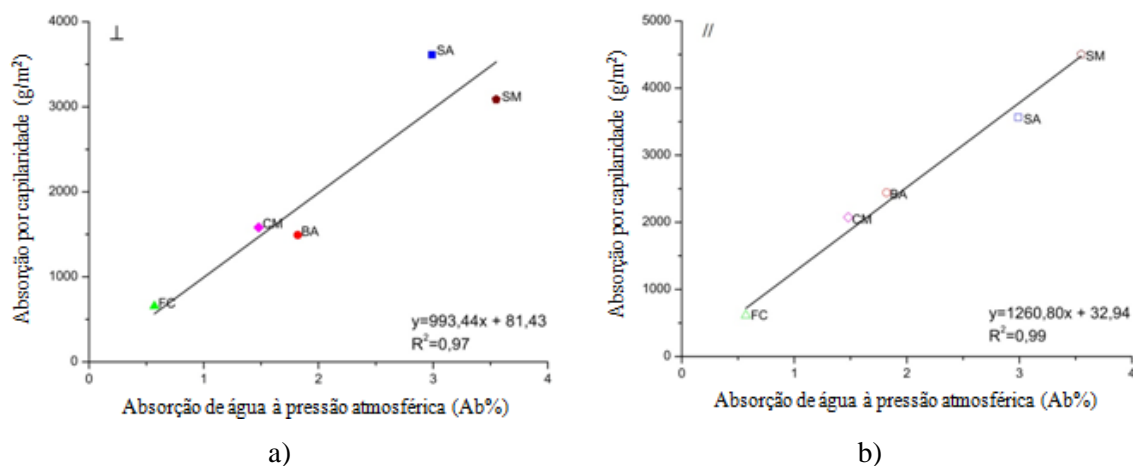 ⊥
4000
3000
2000
1000
0
SA
SM
CM
BA
FC
y=993,44x + 81,43
R²=0,97
0 1 2 3 4
Absorção por capilaridade (g/m²)
Absorção de água à pressão atmosférica (Ab%)
a)
//
5000
4000
3000
2000
1000
0
SM
SA
BA
CM
FC
y=1260,80x + 32,94
R²=0,99
0 1 2 3 4
Absorção por capilaridade (g/m²)
Absorção de água à pressão atmosférica (Ab%)
b)